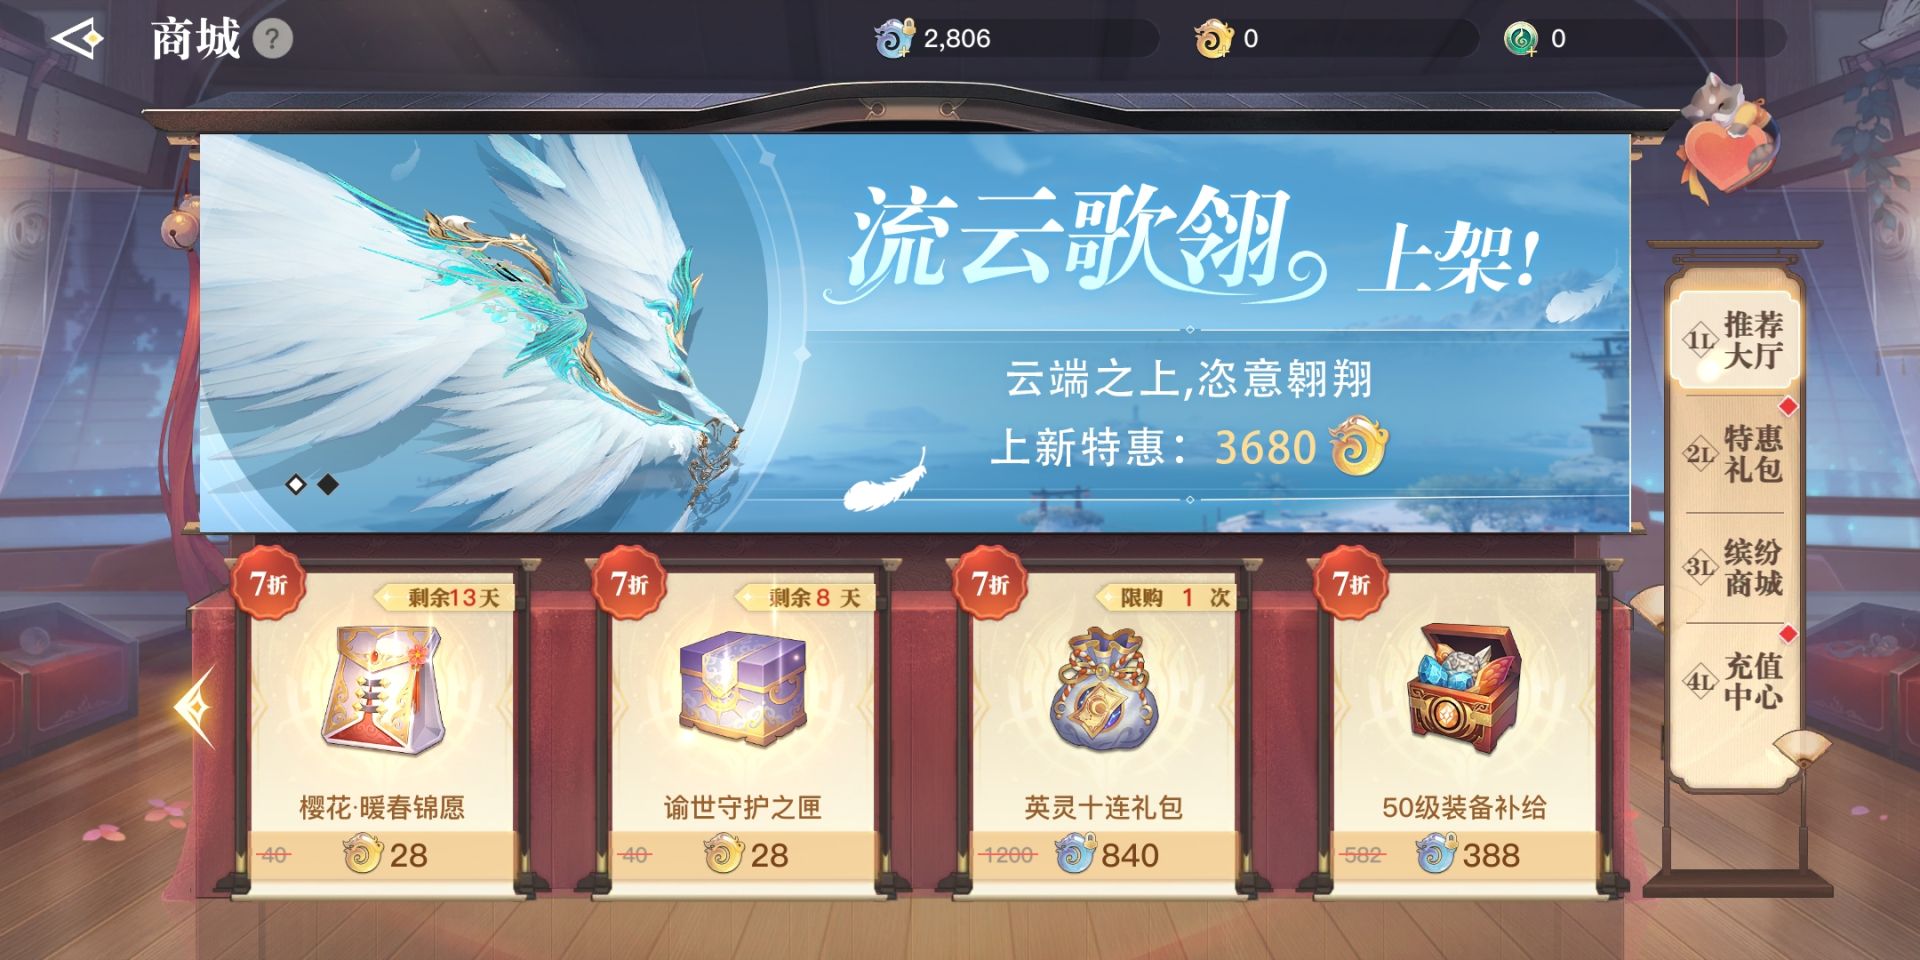 商城 ?
2,806
0
0
流云歌翎 上架!
云端之上,恣意翱翔
上新特惠: 3680
1L 推荐
大厅
2L 特惠
礼包
3L 缤纷
商城
4L 充值
中心
7折
剩余13天
樱花·暖春锦愿
40 28
7折
剩余8天
谕世守护之匣
40 28
7折
限购 1 次
英灵十连礼包
1200 840
7折
50级装备补给
582 388